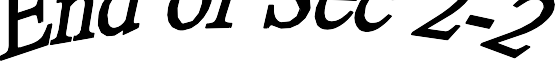 End of Sec 2-2